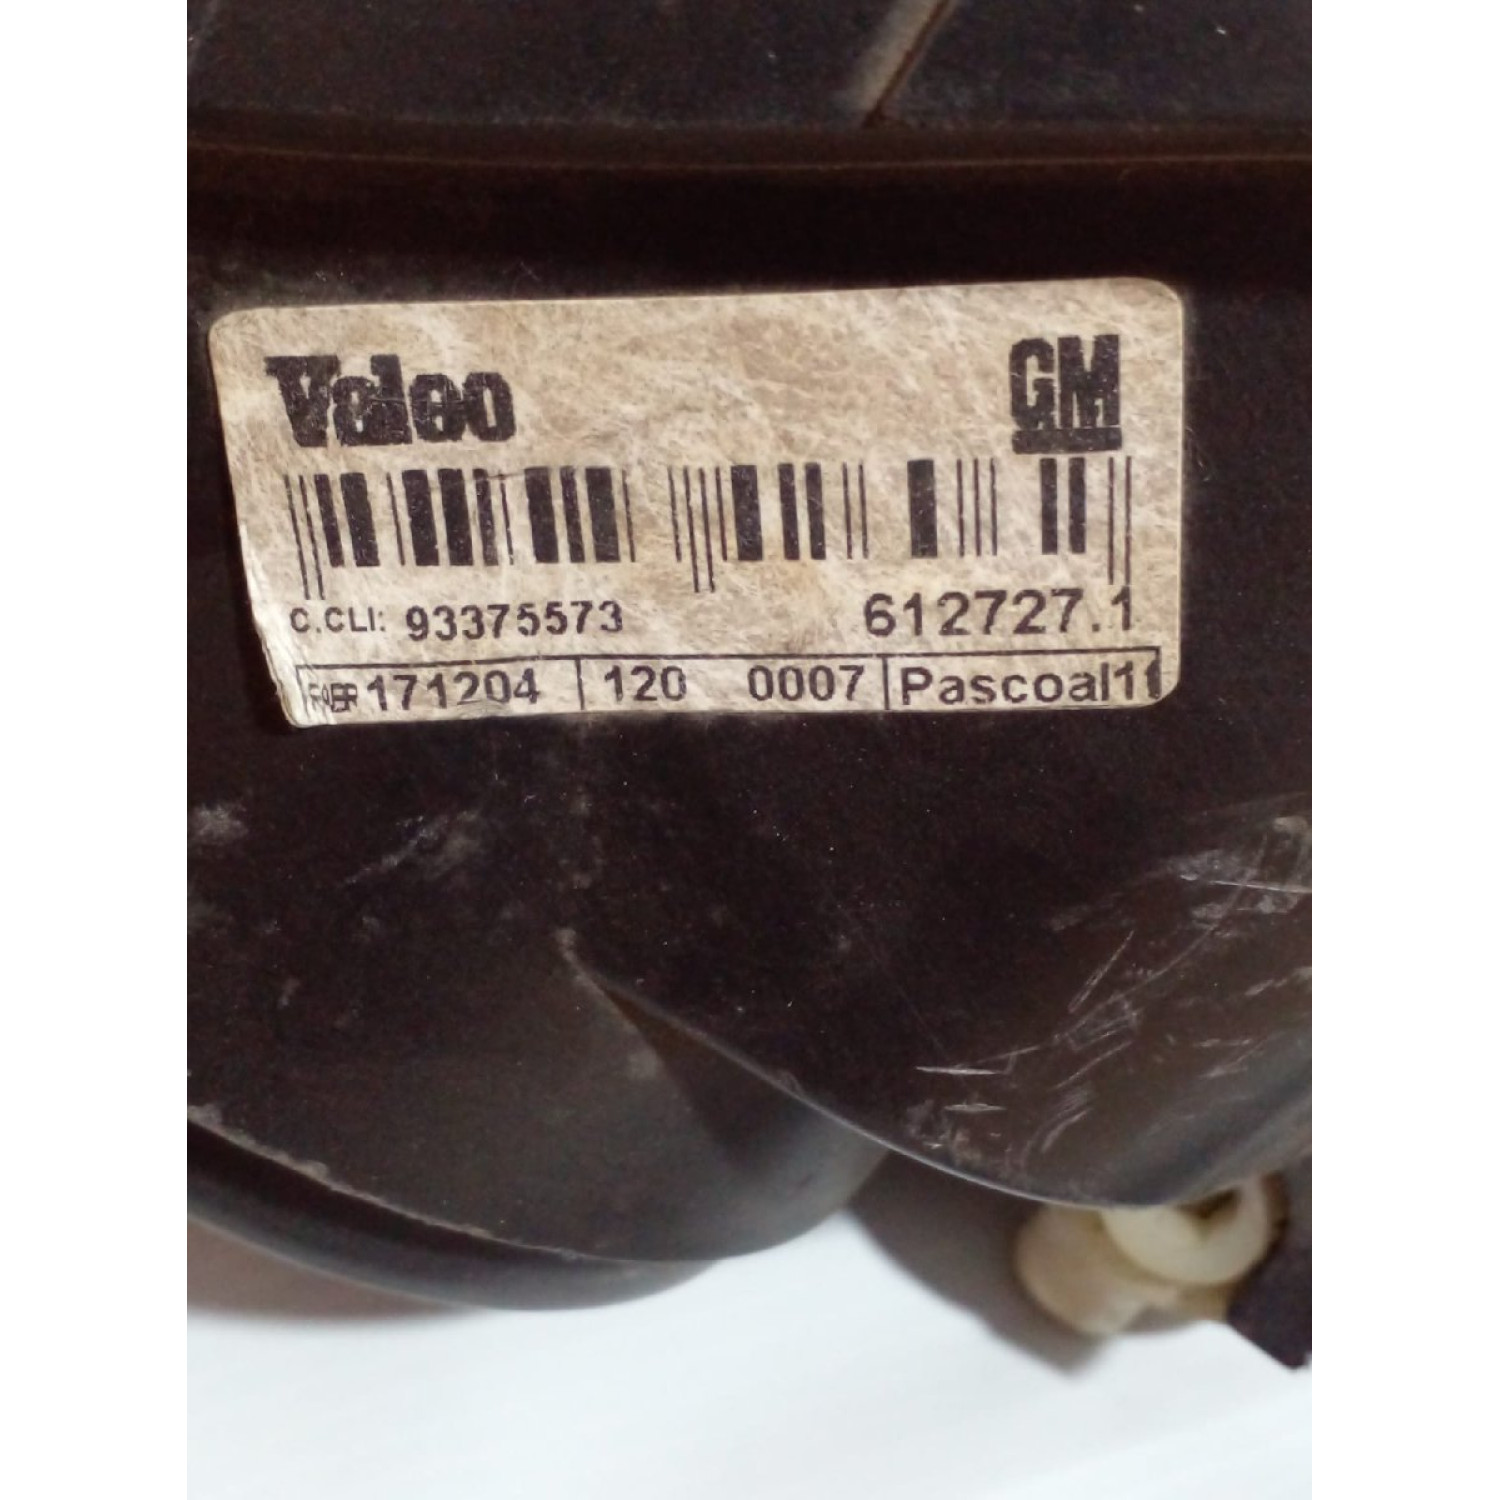 Valeo GM
C.CLI: 93375573 612727.1
171204 120 0007 Pascoal1